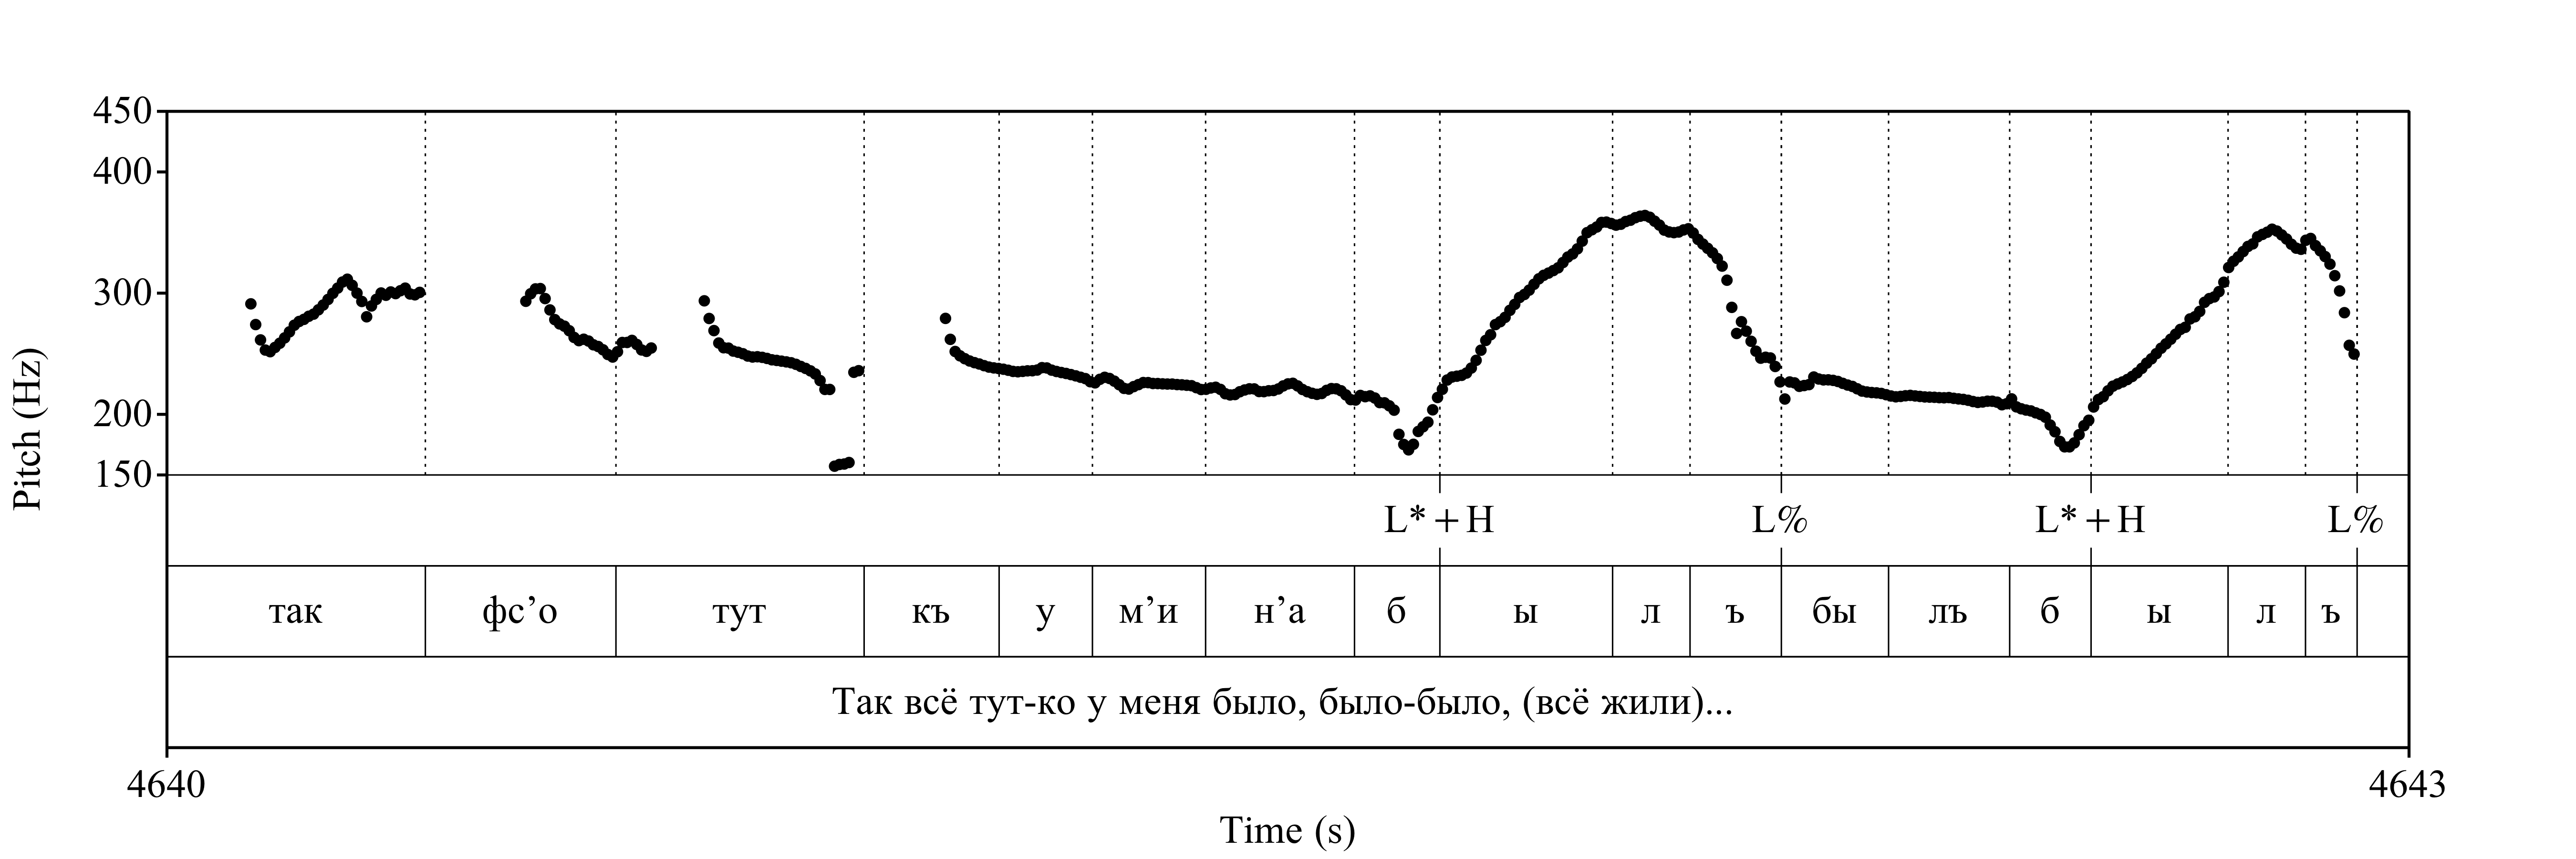 450
400
300
200
150
Pitch (Hz)
L*+H L% L*+H L%
так фс’о тут къ у м’и н’а б ы л ъ бы лъ б ы л ъ
Так всё тут-ко у меня было, было-было, (всё жили)...
4640 4643
Time (s)